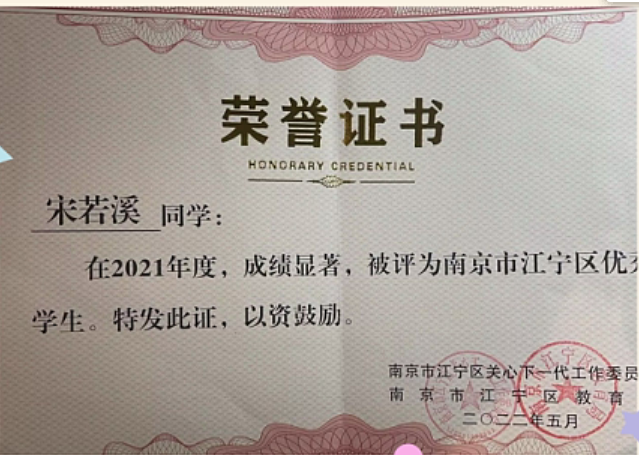 荣誉证书
HONORARY CREDENTIAL
宋若溪 同学：
在2021年度，成绩显著，被评为南京市江宁区优
学生。特发此证，以资鼓励。
南京市江宁区关心下一代工作委员
南京市江宁区教育
二〇二二年五月